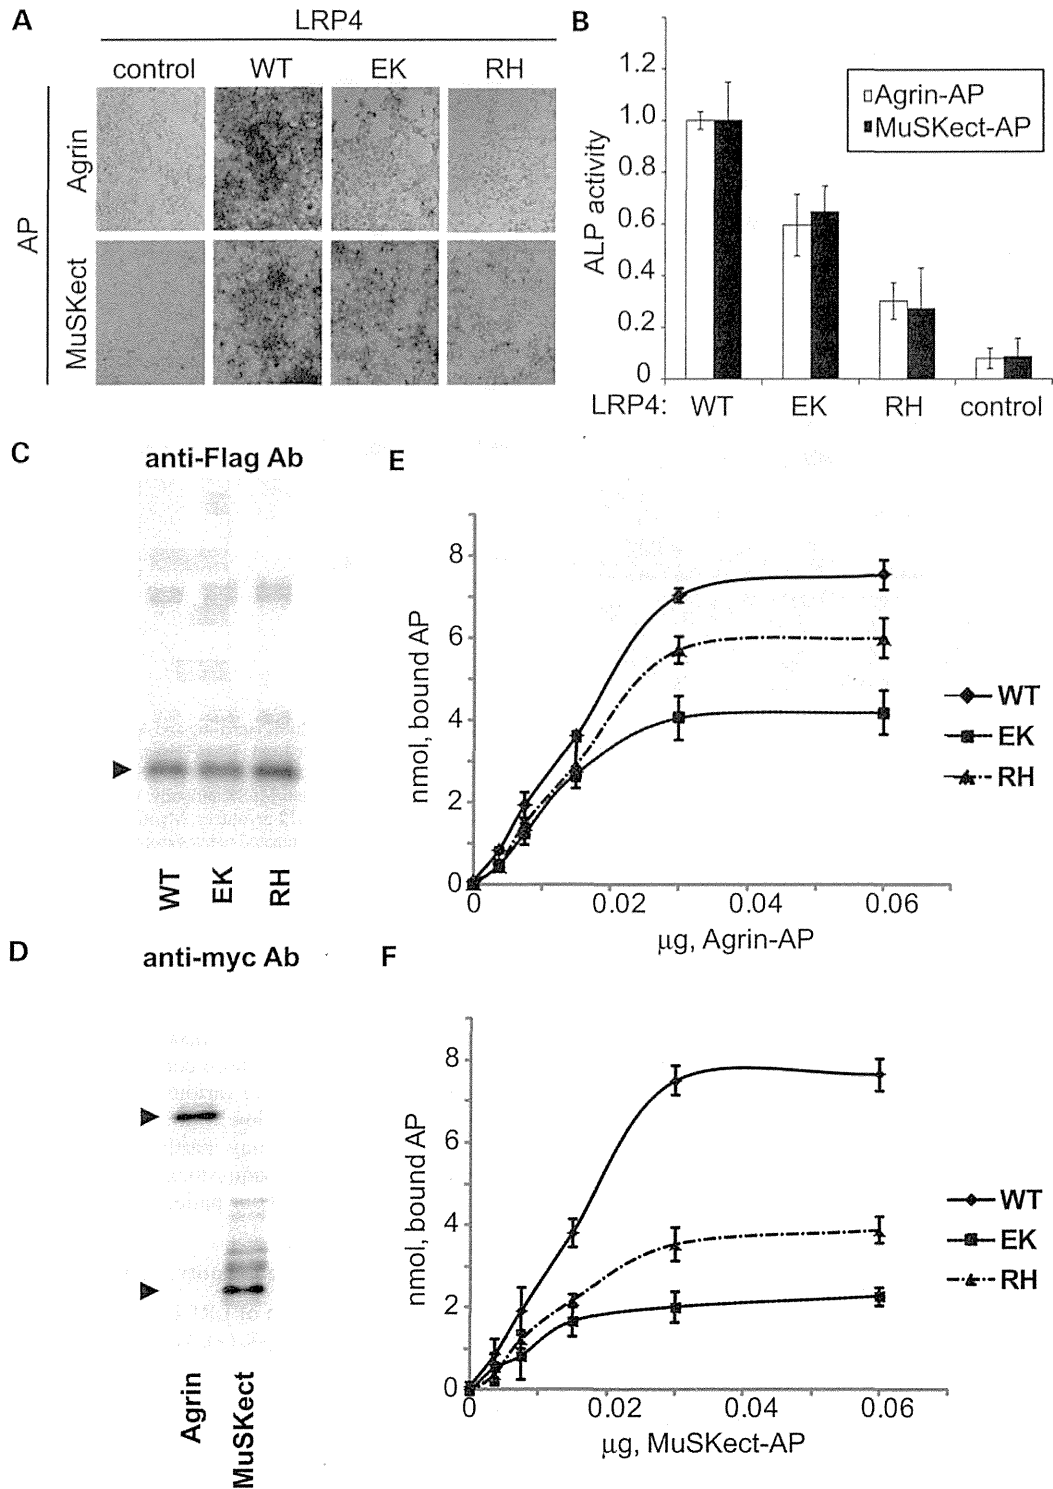 A
LRP4
control WT EK RH
AP
Agrin
MuSKect
B
ALP activity
1.2
1.0
0.8
0.6
0.4
0.2
0
Agrin-AP
MuSKect-AP
LRP4: WT EK RH control
C
anti-Flag Ab
WT EK RH
E
nmol, bound AP
8
6
4
2
0
0 0.02 0.04 0.06
µg, Agrin-AP
WT
EK
RH
D
anti-myc Ab
Agrin
MuSKect
F
nmol, bound AP
8
6
4
2
0
0 0.02 0.04 0.06
µg, MuSKect-AP
WT
EK
RH